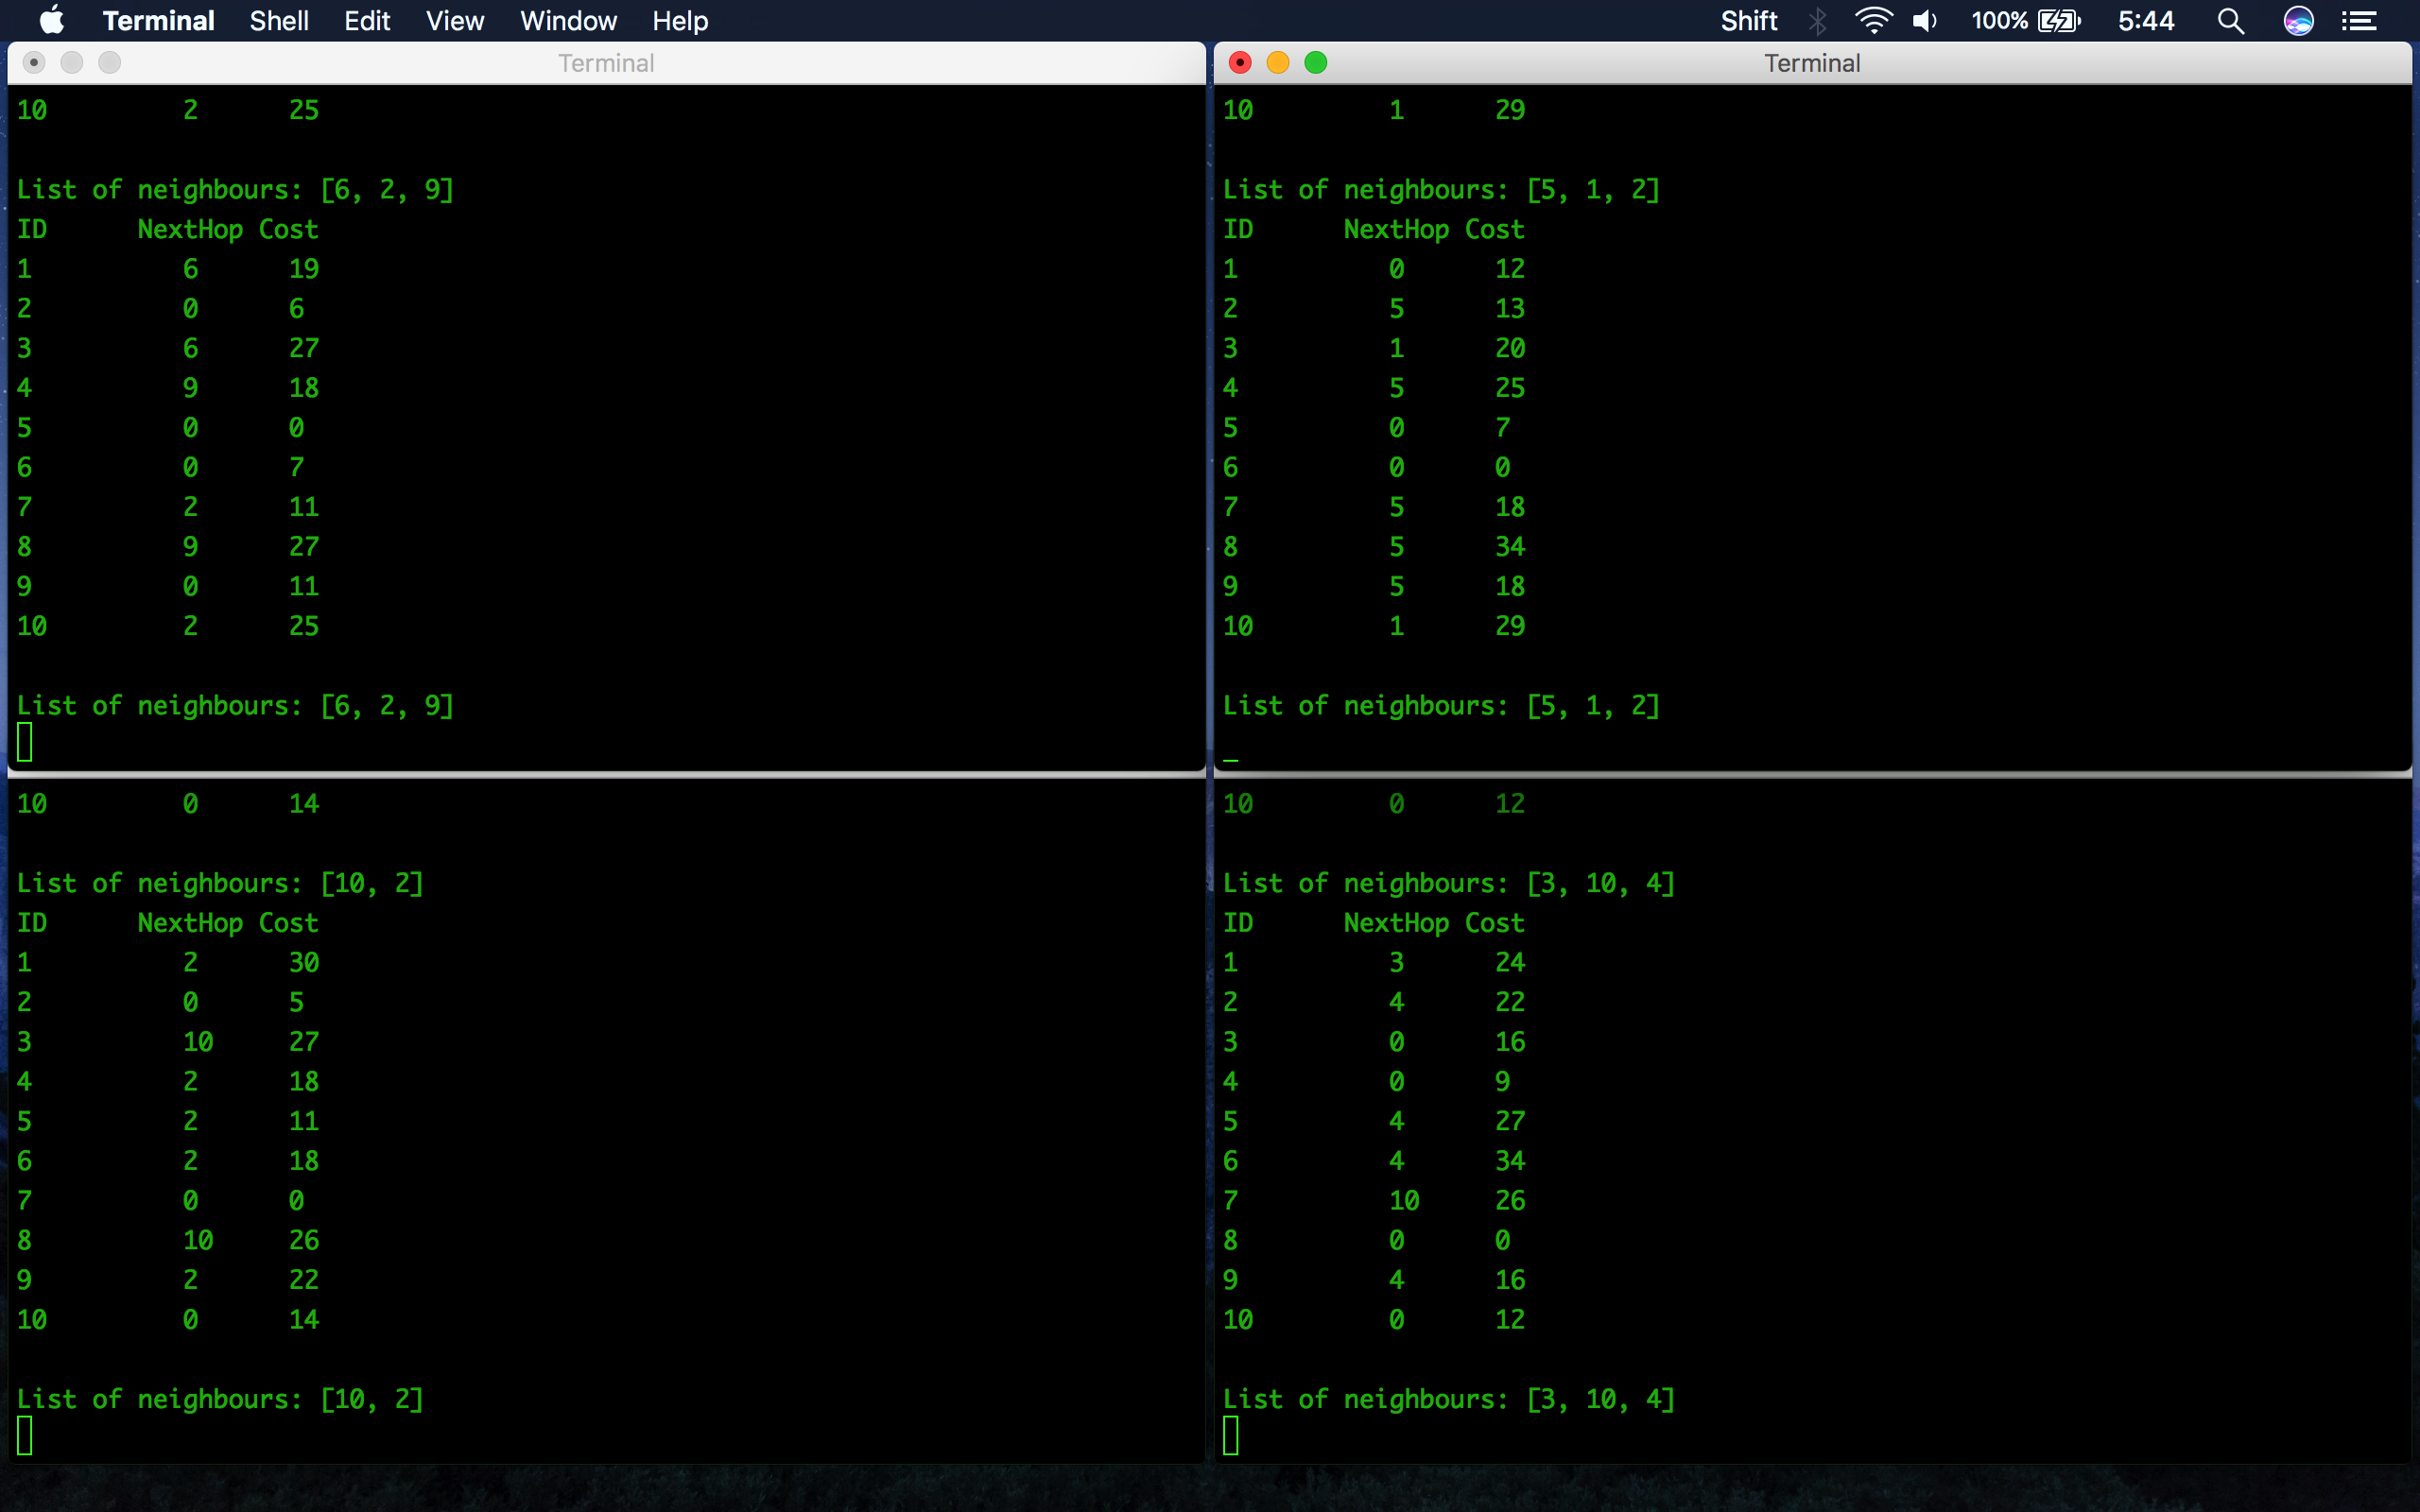 Terminal Shell Edit View Window Help Shift 100% 5:44
Terminal
10 2 25
List of neighbours: [6, 2, 9]
ID NextHop Cost
1 6 19
2 0 6
3 6 27
4 9 18
5 0 0
6 0 7
7 2 11
8 9 27
9 0 11
10 2 25
List of neighbours: [6, 2, 9]
Terminal
10 1 29
List of neighbours: [5, 1, 2]
ID NextHop Cost
1 0 12
2 5 13
3 1 20
4 5 25
5 0 7
6 0 0
7 5 18
8 5 34
9 5 18
10 1 29
List of neighbours: [5, 1, 2]
_
10 0 14
List of neighbours: [10, 2]
ID NextHop Cost
1 2 30
2 0 5
3 10 27
4 2 18
5 2 11
6 2 18
7 0 0
8 10 26
9 2 22
10 0 14
List of neighbours: [10, 2]
10 0 12
List of neighbours: [3, 10, 4]
ID NextHop Cost
1 3 24
2 4 22
3 0 16
4 0 9
5 4 27
6 4 34
7 10 26
8 0 0
9 4 16
10 0 12
List of neighbours: [3, 10, 4]